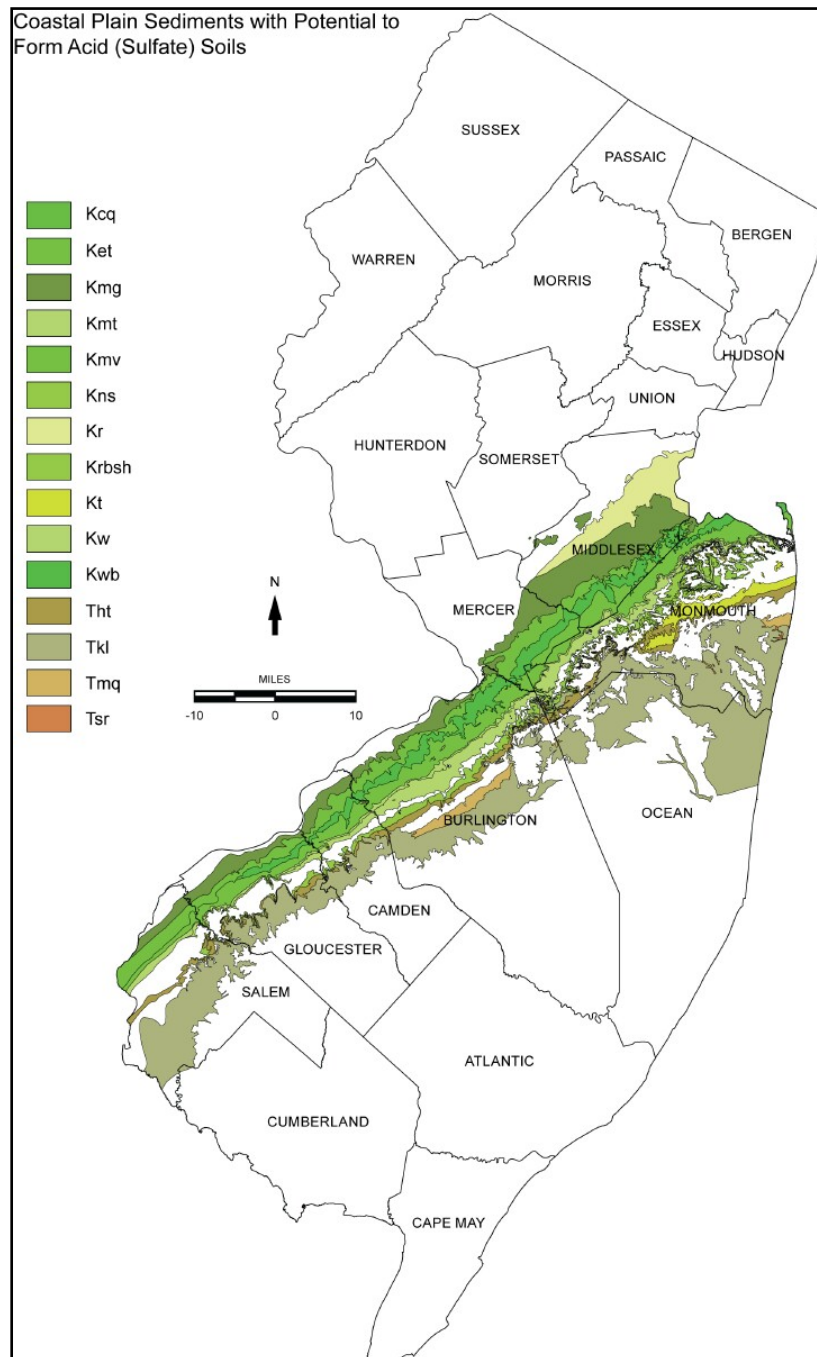 Coastal Plain Sediments with Potential to
Form Acid (Sulfate) Soils
SUSSEX
PASSAIC
BERGEN
WARREN
MORRIS
ESSEX
HUDSON
UNION
HUNTERDON
SOMERSET
MIDDLESEX
MERCER
MONMOUTH
OCEAN
BURLINGTON
CAMDEN
GLOUCESTER
SALEM
ATLANTIC
CUMBERLAND
CAPE MAY
Kcq
Ket
Kmg
Kmt
Kmv
Kns
Kr
Krbsh
Kt
Kw
Kwb
Tht
Tkl
Tmq
Tsr
N
MILES
-10 0 10